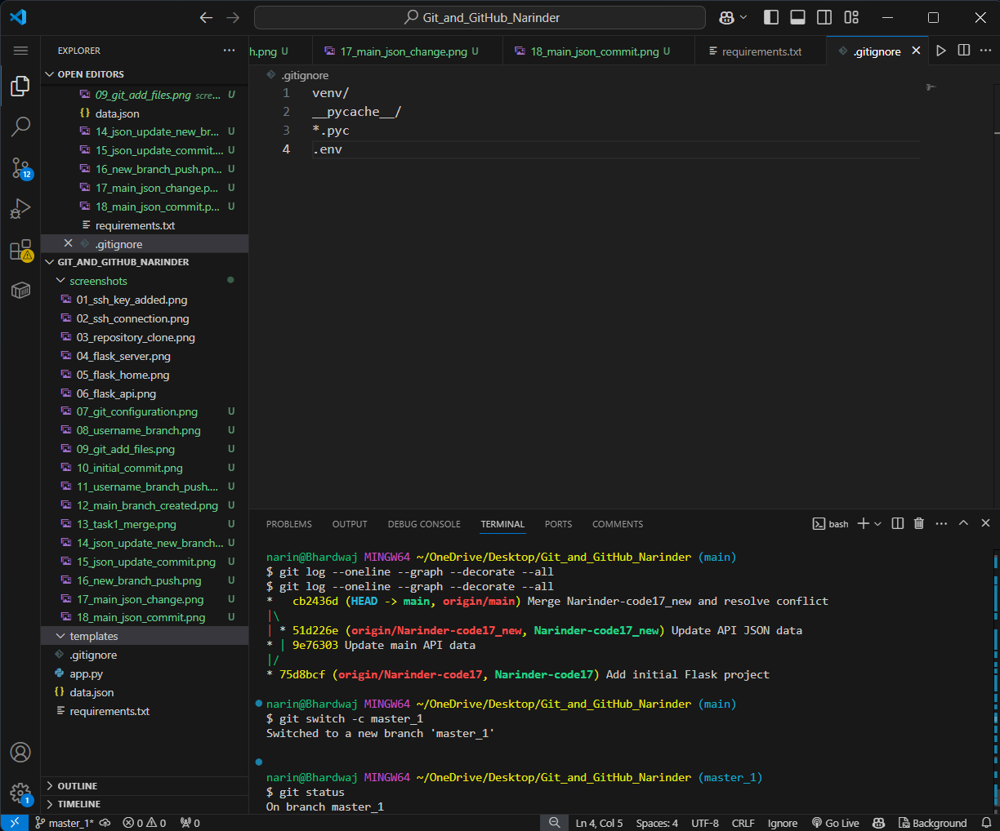 Git_and_GitHub_Narinder
EXPLORER
OPEN EDITORS
09_git_add_files.png scre... U
data.json
14_json_update_new_br... U
15_json_update_commit.... U
16_new_branch_push.pn... U
17_main_json_change.p... U
18_main_json_commit.p... U
requirements.txt
.gitignore
GIT_AND_GITHUB_NARINDER
screenshots
01_ssh_key_added.png
02_ssh_connection.png
03_repository_clone.png
04_flask_server.png
05_flask_home.png
06_flask_api.png
07_git_configuration.png U
08_username_branch.png U
09_git_add_files.png U
10_initial_commit.png U
11_username_branch_push.... U
12_main_branch_created.png U
13_task1_merge.png U
14_json_update_new_branch... U
15_json_update_commit.png U
16_new_branch_push.png U
17_main_json_change.png U
18_main_json_commit.png U
templates
.gitignore
app.py
data.json
requirements.txt
OUTLINE
TIMELINE
h.png U
17_main_json_change.png U
18_main_json_commit.png U
requirements.txt
.gitignore
.gitignore
1 venv/
2 __pycache__/
3 *.pyc
4 .env
PROBLEMS OUTPUT DEBUG CONSOLE TERMINAL PORTS COMMENTS
bash
narin@Bhardwaj MINGW64 ~/OneDrive/Desktop/Git_and_GitHub_Narinder (main)
$ git log --oneline --graph --decorate --all
$ git log --oneline --graph --decorate --all
*   cb2436d (HEAD -> main, origin/main) Merge Narinder-code17_new and resolve conflict
|\
| * 51d226e (origin/Narinder-code17_new, Narinder-code17_new) Update API JSON data
* | 9e76303 Update main API data
|/
* 75d8bcf (origin/Narinder-code17, Narinder-code17) Add initial Flask project
narin@Bhardwaj MINGW64 ~/OneDrive/Desktop/Git_and_GitHub_Narinder (main)
$ git switch -c master_1
Switched to a new branch 'master_1'
narin@Bhardwaj MINGW64 ~/OneDrive/Desktop/Git_and_GitHub_Narinder (master_1)
$ git status
On branch master_1
12
1
master_1* 0 0 0 Ln 4, Col 5 Spaces: 4 UTF-8 CRLF Ignore Go Live Background